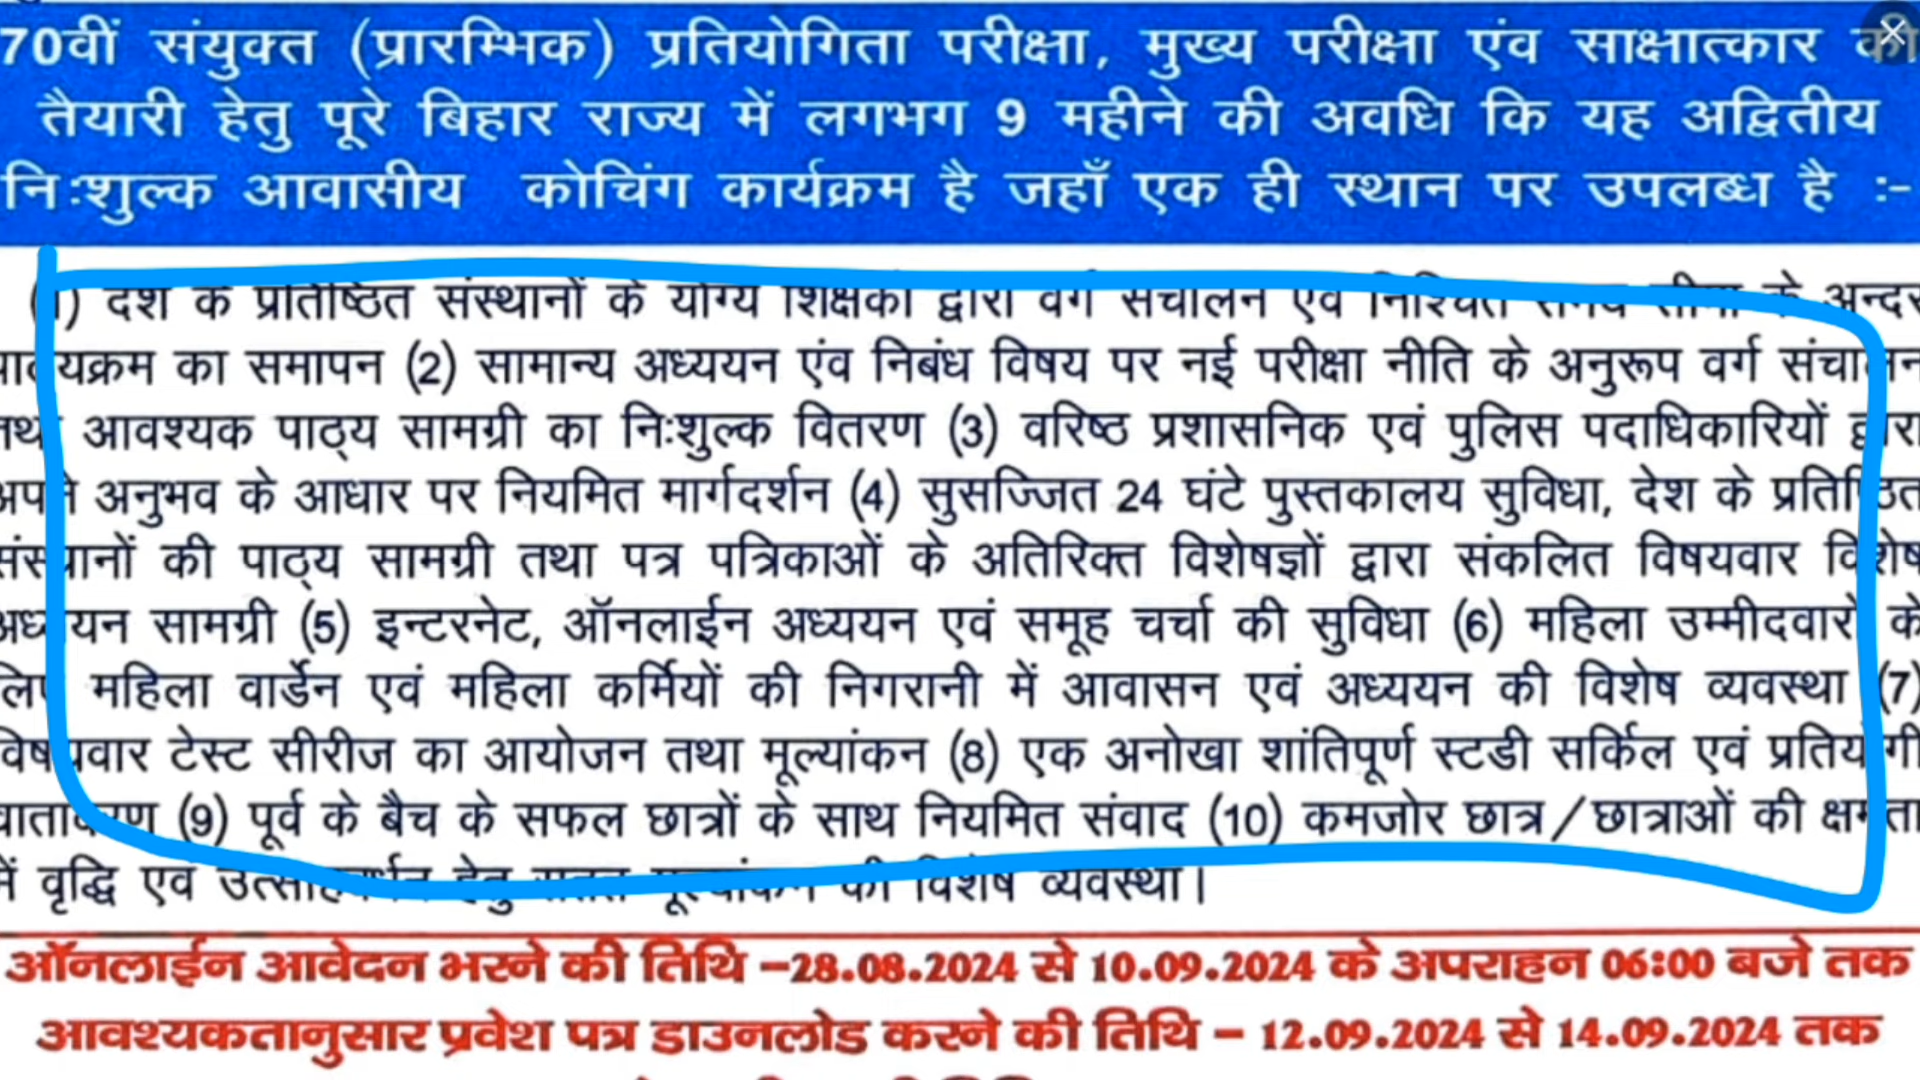 70वीं संयुक्त (प्रारम्भिक) प्रतियोगिता परीक्षा, मुख्य परीक्षा एंव साक्षात्कार की
तैयारी हेतु पूरे बिहार राज्य में लगभग 9 महीने की अवधि कि यह अद्वितीय
निःशुल्क आवासीय कोचिंग कार्यक्रम है जहाँ एक ही स्थान पर उपलब्ध है :-
(1) देश के प्रतिष्ठित संस्थानों के योग्य शिक्षकों द्वारा वर्ग संचालन एवं निश्चित समय सीमा के अन्दर
पाठ्यक्रम का समापन (2) सामान्य अध्ययन एंव निबंध विषय पर नई परीक्षा नीति के अनुरूप वर्ग संचालन
तथा आवश्यक पाठ्य सामग्री का निःशुल्क वितरण (3) वरिष्ठ प्रशासनिक एवं पुलिस पदाधिकारियों द्वारा
अपने अनुभव के आधार पर नियमित मार्गदर्शन (4) सुसज्जित 24 घंटे पुस्तकालय सुविधा, देश के प्रतिष्ठित
संस्थानों की पाठ्य सामग्री तथा पत्र पत्रिकाओं के अतिरिक्त विशेषज्ञों द्वारा संकलित विषयवार विशेष
अध्ययन सामग्री (5) इन्टरनेट, ऑनलाईन अध्ययन एवं समूह चर्चा की सुविधा (6) महिला उम्मीदवारों के
लिए महिला वार्डेन एवं महिला कर्मियों की निगरानी में आवासन एवं अध्ययन की विशेष व्यवस्था (7)
विषयवार टेस्ट सीरीज का आयोजन तथा मूल्यांकन (8) एक अनोखा शांतिपूर्ण स्टडी सर्किल एवं प्रतियोगी
वातावरण (9) पूर्व के बैच के सफल छात्रों के साथ नियमित संवाद (10) कमजोर छात्र/छात्राओं की क्षमता
में वृद्धि एवं उत्साहवर्धन हेतु सतत मूल्यांकन की विशेष व्यवस्था।
ऑनलाईन आवेदन भरने की तिथि –28.08.2024 से 10.09.2024 के अपराहन 06:00 बजे तक
आवश्यकतानुसार प्रवेश पत्र डाउनलोड करने की तिथि – 12.09.2024 से 14.09.2024 तक